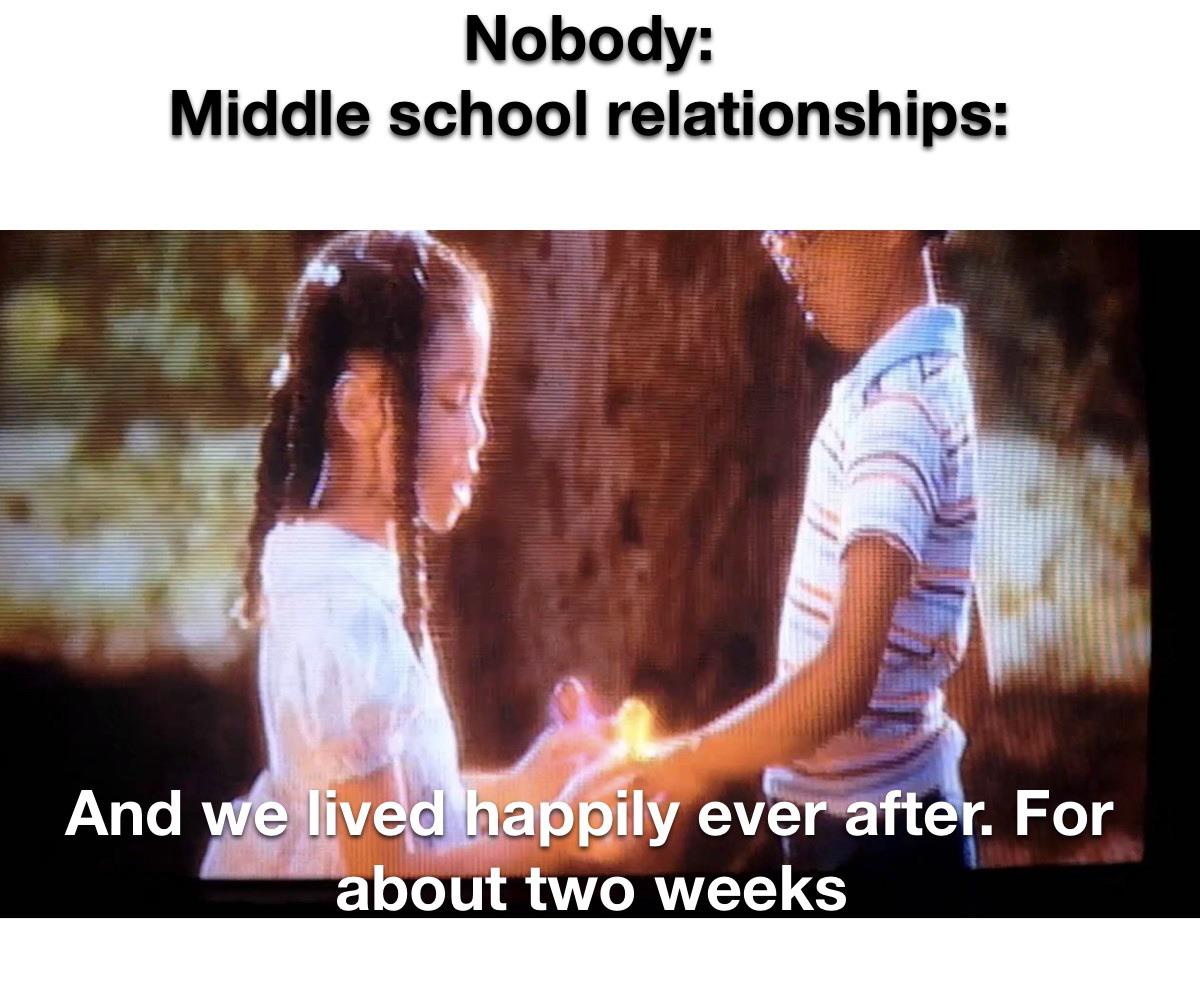 Nobody:
Middle school relationships:
And we lived happily ever after. For
about two weeks